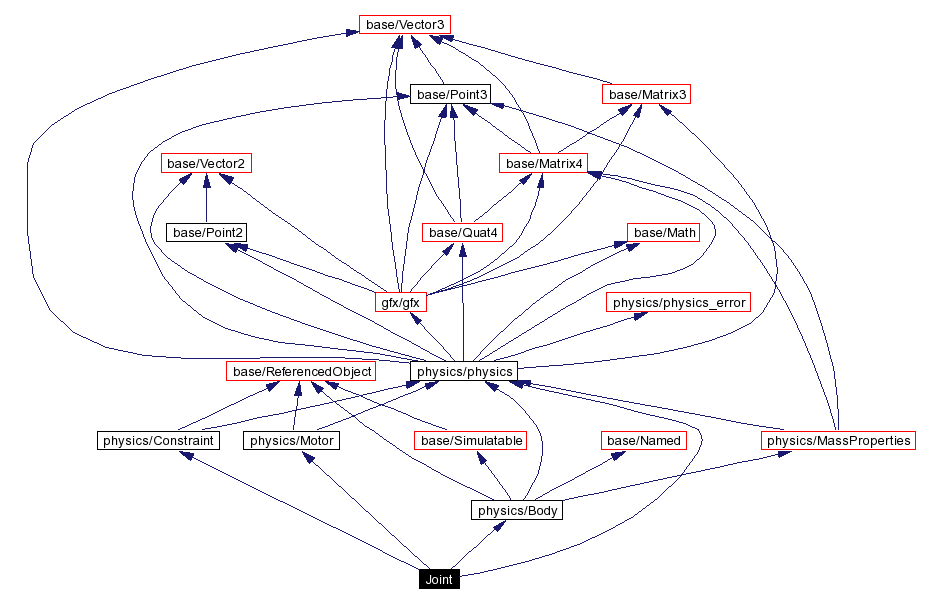 base/Vector3
base/Point3
base/Matrix3
base/Vector2
base/Matrix4
base/Point2
base/Quat4
base/Math
gfx/gfx
physics/physics_error
base/ReferencedObject
physics/physics
physics/Constraint
physics/Motor
base/Simulatable
base/Named
physics/MassProperties
physics/Body
Joint